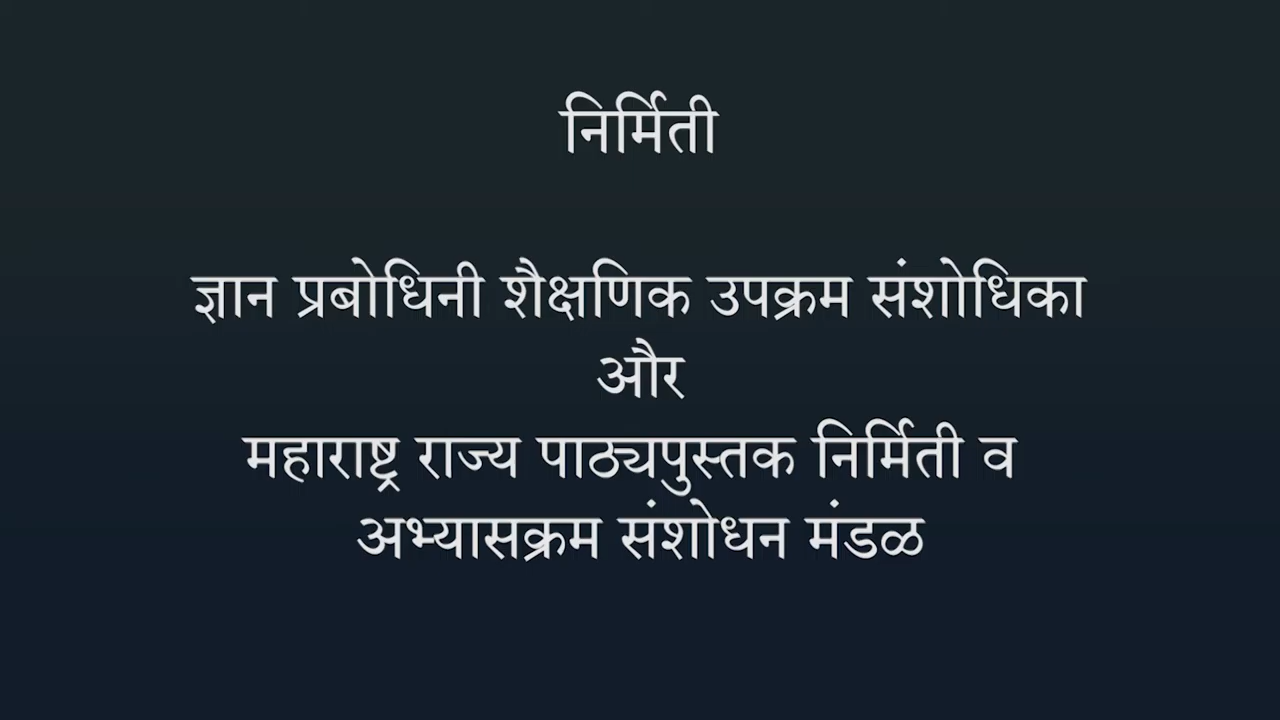 निर्मिती
ज्ञान प्रबोधिनी शैक्षणिक उपक्रम संशोधिका
और
महाराष्ट्र राज्य पाठ्यपुस्तक निर्मिती व
अभ्यासक्रम संशोधन मंडळ